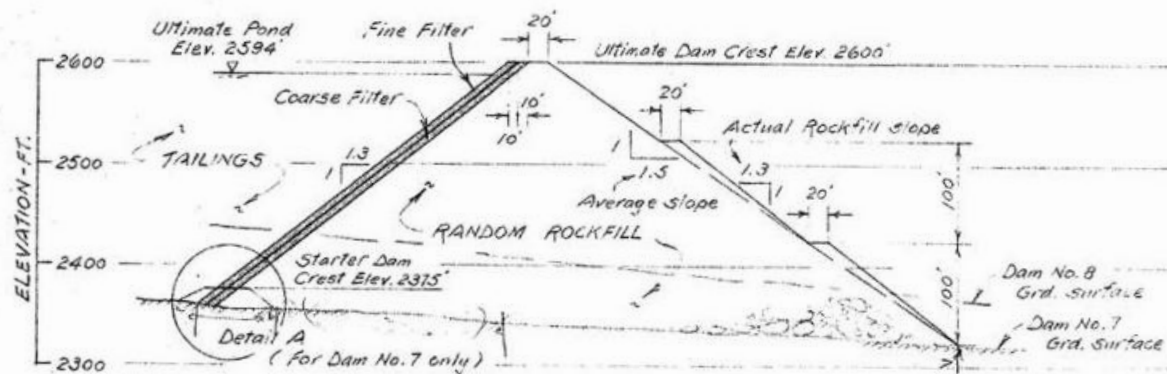 20'
Ultimate Pond
Elev. 2594'
Fine Filter
Ultimate Dam Crest Elev. 2600'
2600
Coarse Filter
20'
10'
10'
Actual Rockfill slope
TAILINGS
1.3
1
2500
1
1.5
1.3
1
100'
Average slope
20'
RANDOM ROCKFILL
ELEVATION-FT.
Starter Dam
Crest Elev. 2375'
2400
100'
Dam No. 8
Grd. surface
Detail A
(For Dam No. 7 only)
Dam No. 7
Grd. surface
2300